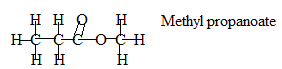 H H O H Methyl propanoate
H C C C O C H
H H H